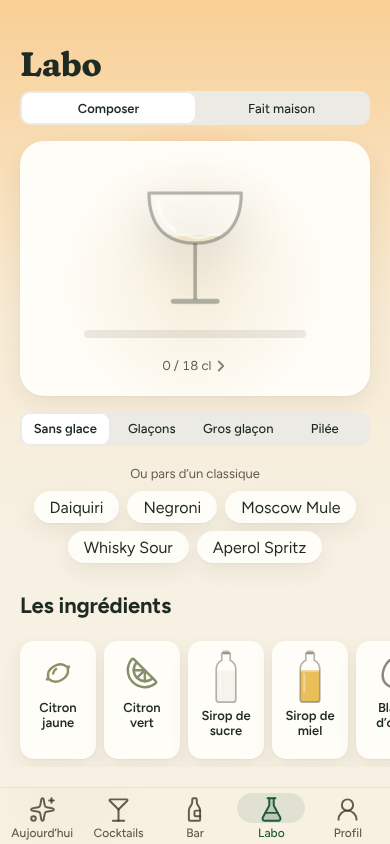 Labo
Composer
Fait maison
0 / 18 cl
Sans glace
Glaçons
Gros glaçon
Pilée
Ou pars d’un classique
Daiquiri
Negroni
Moscow Mule
Whisky Sour
Aperol Spritz
Les ingrédients
Citron
jaune
Citron
vert
Sirop de
sucre
Sirop de
miel
Aujourd’hui
Cocktails
Bar
Labo
Profil